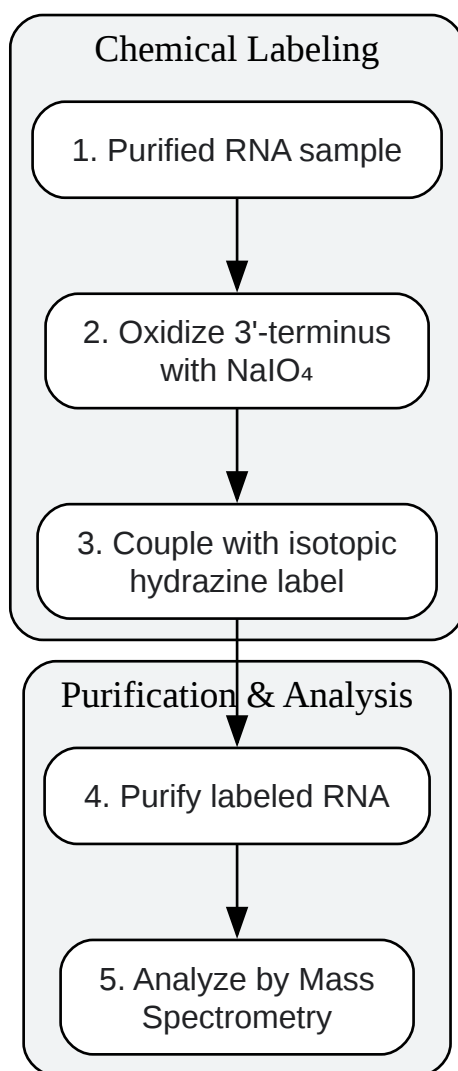 Chemical Labeling
1. Purified RNA sample
2. Oxidize 3'-terminus
with NaIO₄
3. Couple with isotopic
hydrazine label
Purification & Analysis
4. Purify labeled RNA
5. Analyze by Mass
Spectrometry